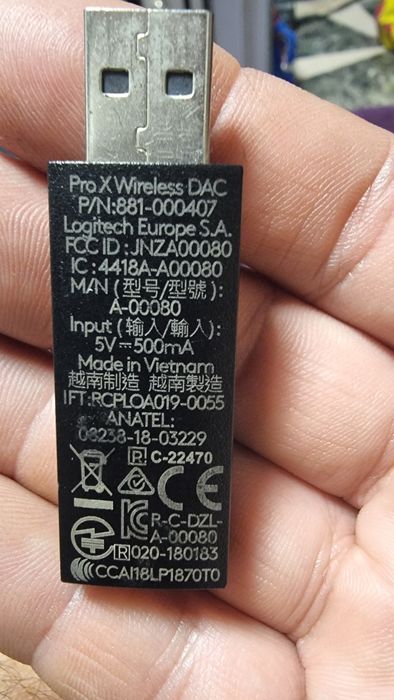 Pro X Wireless DAC
P/N:881-000407
Logitech Europe S.A.
FCC ID : JNZA00080
IC : 4418A-A00080
M/N (型号/型號) :
A-00080
Input (输入/輸入) :
5V⎓500mA
Made in Vietnam
越南制造 越南製造
IFT:RCPLOA019-0055
ANATEL:
08238-18-03229
R C-22470
CE
R-C-DZL-
A-00080
R 020-180183
CCAI18LP1870T0